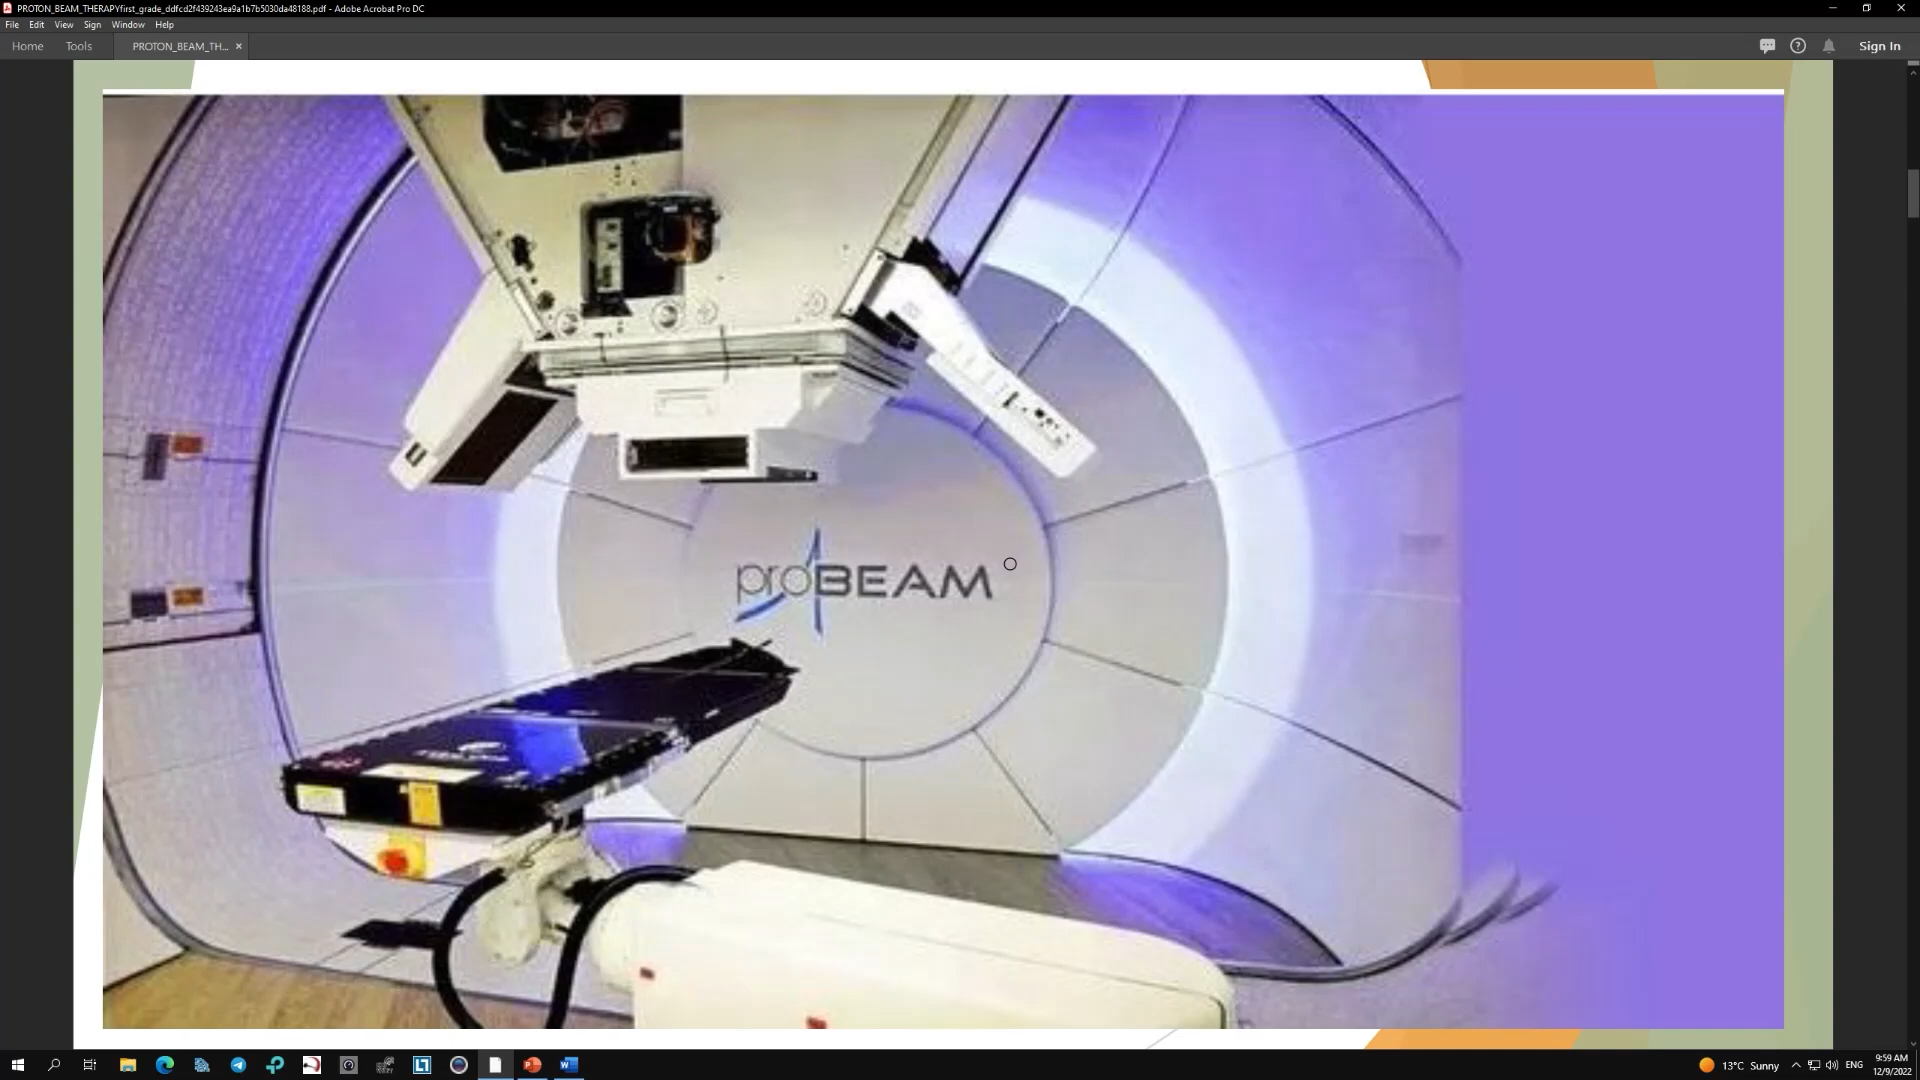 PROTON_BEAM_THERAPYfirst_grade_ddfcd2f439243ea9a1b7b5030da48188.pdf - Adobe Acrobat Pro DC
File Edit View Sign Window Help
Home Tools PROTON_BEAM_TH... × Sign In
proBEAM
13°C Sunny ENG 9:59 AM
12/9/2022